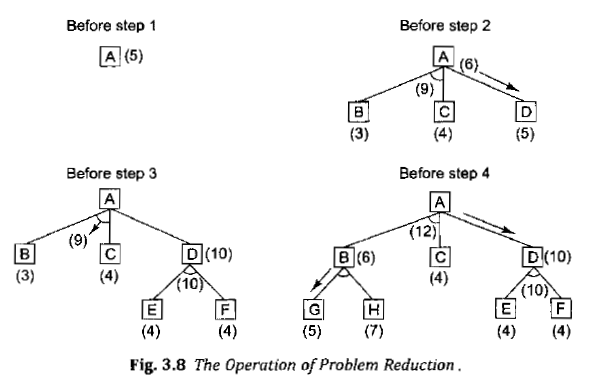 Before step 1
A (5)
Before step 2
A (6)
(9)
B C D
(3) (4) (5)
Before step 3
A
(9)
B C D (10)
(3) (4) (10)
E F
(4) (4)
Before step 4
A
(12)
B (6) C D (10)
(4) (10)
G H E F
(5) (7) (4) (4)
Fig. 3.8 The Operation of Problem Reduction.